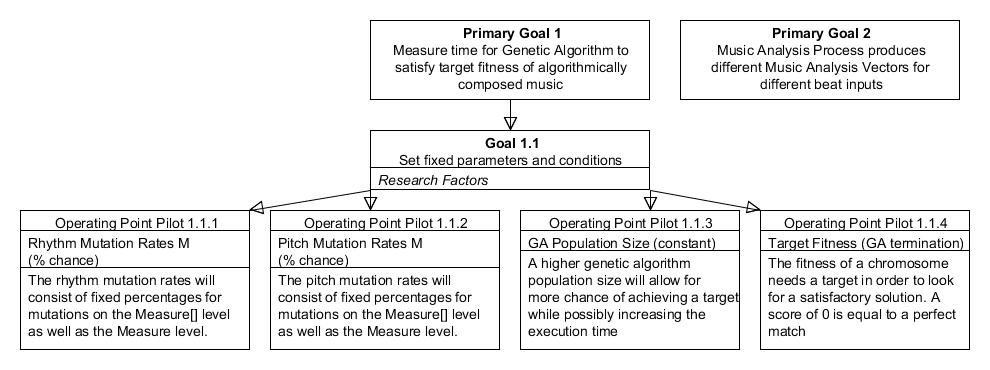 Primary Goal 1
Measure time for Genetic Algorithm to
satisfy target fitness of algorithmically
composed music
Primary Goal 2
Music Analysis Process produces
different Music Analysis Vectors for
different beat inputs
Goal 1.1
Set fixed parameters and conditions
Research Factors
Operating Point Pilot 1.1.1
Rhythm Mutation Rates M
(% chance)
The rhythm mutation rates will
consist of fixed percentages for
mutations on the Measure[] level
as well as the Measure level.
Operating Point Pilot 1.1.2
Pitch Mutation Rates M
(% chance)
The pitch mutation rates will
consist of fixed percentages for
mutations on the Measure[] level
as well as the Measure level.
Operating Point Pilot 1.1.3
GA Population Size (constant)
A higher genetic algorithm
population size will allow for
more chance of achieving a target
while possibly increasing the
execution time
Operating Point Pilot 1.1.4
Target Fitness (GA termination)
The fitness of a chromosome
needs a target in order to look
for a satisfactory solution. A
score of 0 is equal to a perfect
match